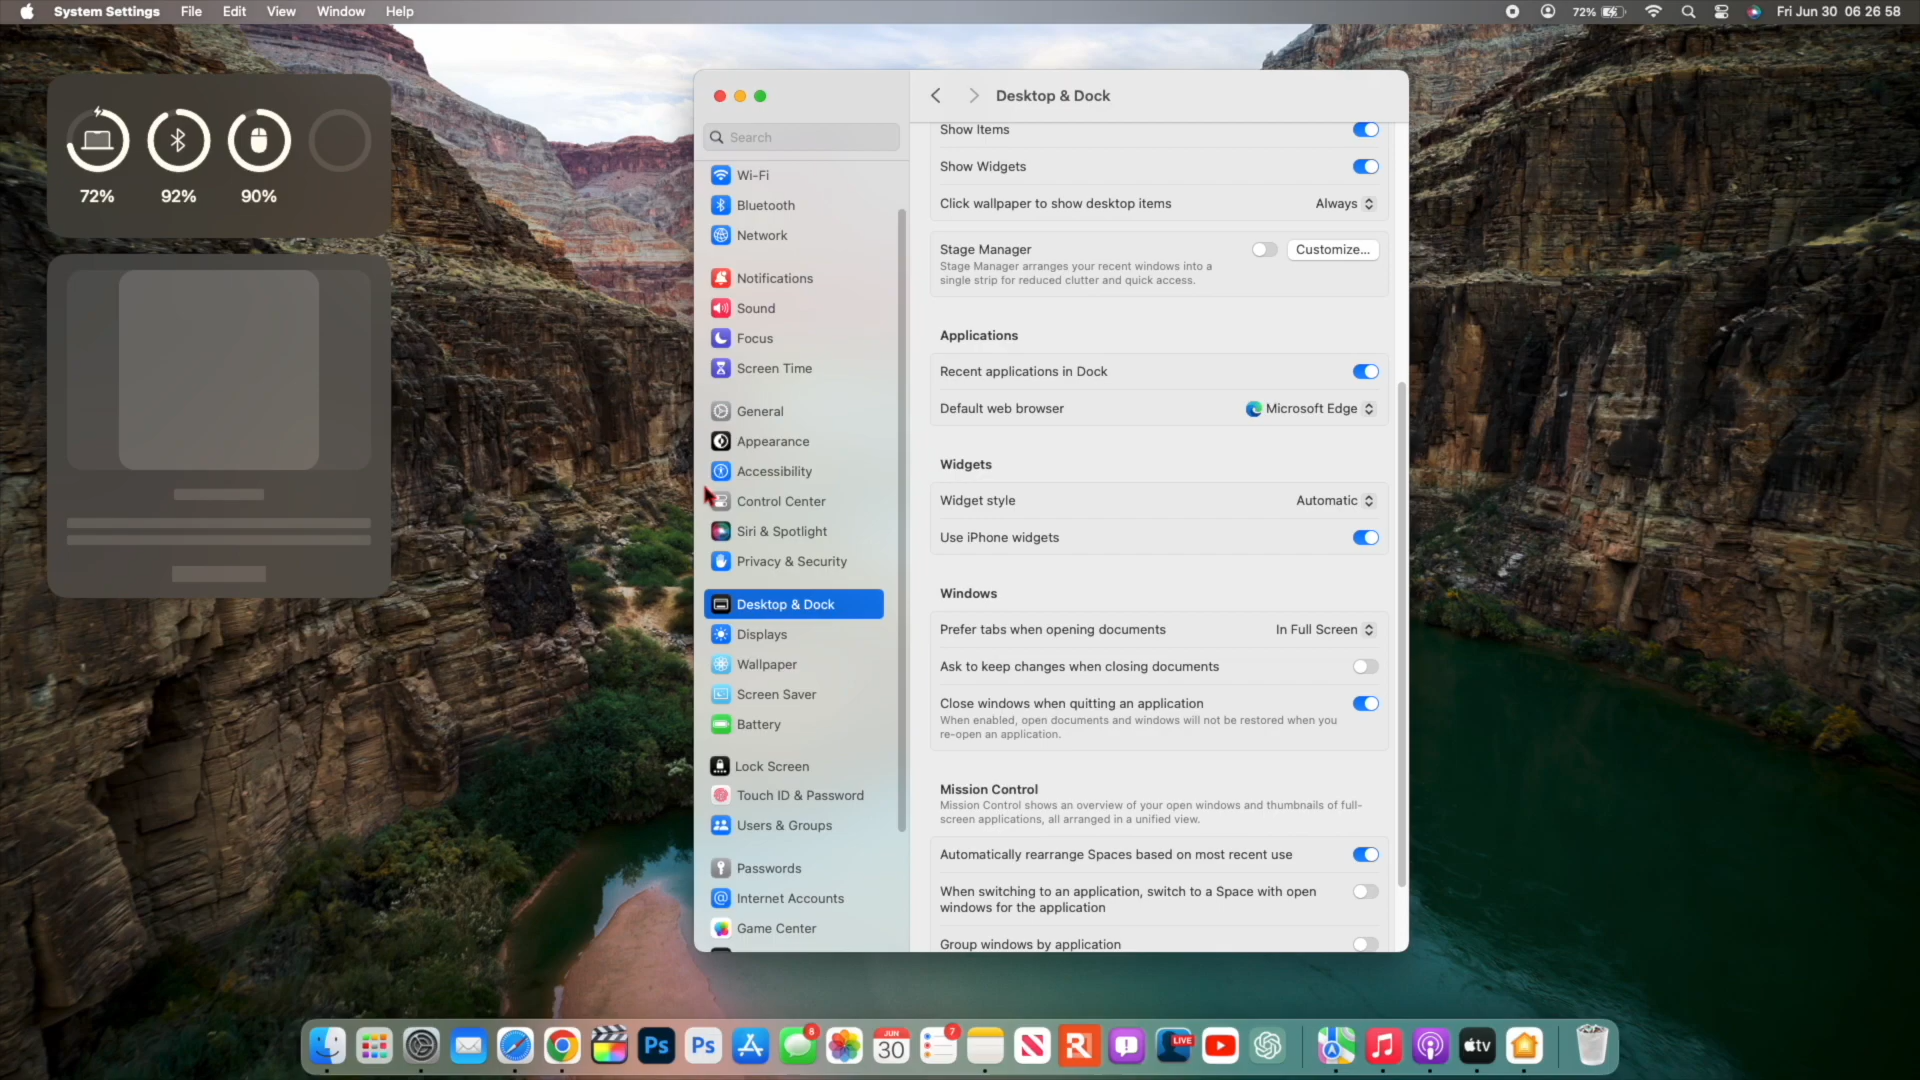 System Settings File Edit View Window Help
72% Fri Jun 30 06 26 58
72% 92% 90%
Search
Wi-Fi
Bluetooth
Network
Notifications
Sound
Focus
Screen Time
General
Appearance
Accessibility
Control Center
Siri & Spotlight
Privacy & Security
Desktop & Dock
Displays
Wallpaper
Screen Saver
Battery
Lock Screen
Touch ID & Password
Users & Groups
Passwords
Internet Accounts
Game Center
Desktop & Dock
Show Items
Show Widgets
Click wallpaper to show desktop items Always
Stage Manager Customize...
Stage Manager arranges your recent windows into a
single strip for reduced clutter and quick access.
Applications
Recent applications in Dock
Default web browser Microsoft Edge
Widgets
Widget style Automatic
Use iPhone widgets
Windows
Prefer tabs when opening documents In Full Screen
Ask to keep changes when closing documents
Close windows when quitting an application
When enabled, open documents and windows will not be restored when you
re-open an application.
Mission Control
Mission Control shows an overview of your open windows and thumbnails of full-
screen applications, all arranged in a unified view.
Automatically rearrange Spaces based on most recent use
When switching to an application, switch to a Space with open
windows for the application
Group windows by application
Ps Ps 8 JUN 30 7 N R LIVE tv